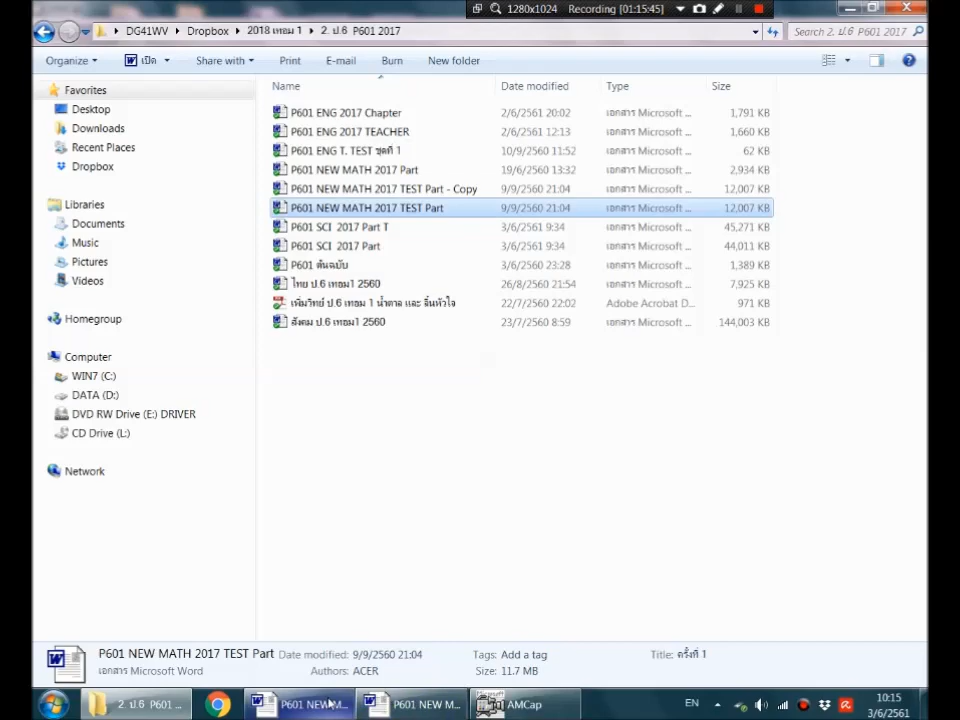 1280x1024 Recording [01:15:45]
DG41WV Dropbox 2018 เทอม 1 2. ป.6 P601 2017
Search 2. ป.6 P601 2017
Organize เปิด Share with Print E-mail Burn New folder
Name Date modified Type Size
Favorites
Desktop
Downloads
Recent Places
Dropbox
Libraries
Documents
Music
Pictures
Videos
Homegroup
Computer
WIN7 (C:)
DATA (D:)
DVD RW Drive (E:) DRIVER
CD Drive (L:)
Network
P601 ENG 2017 Chapter 2/6/2561 20:02 เอกสาร Microsoft ... 1,791 KB
P601 ENG 2017 TEACHER 2/6/2561 12:13 เอกสาร Microsoft ... 1,660 KB
P601 ENG T. TEST ชุดที่ 1 10/9/2560 11:52 เอกสาร Microsoft ... 62 KB
P601 NEW MATH 2017 Part 19/6/2560 13:32 เอกสาร Microsoft ... 2,934 KB
P601 NEW MATH 2017 TEST Part - Copy 9/9/2560 21:04 เอกสาร Microsoft ... 12,007 KB
P601 NEW MATH 2017 TEST Part 9/9/2560 21:04 เอกสาร Microsoft ... 12,007 KB
P601 SCI 2017 Part T 3/6/2561 9:34 เอกสาร Microsoft ... 45,271 KB
P601 SCI 2017 Part 3/6/2561 9:34 เอกสาร Microsoft ... 44,011 KB
P601 ต้นฉบับ 3/6/2560 23:28 เอกสาร Microsoft ... 1,389 KB
ไทย ป.6 เทอม1 2560 26/8/2560 21:54 เอกสาร Microsoft ... 7,925 KB
เพิ่มวิทย์ ป.6 เทอม 1 น้ำตาล และ ลิ้นหัวใจ 22/7/2560 22:02 Adobe Acrobat D... 971 KB
สังคม ป.6 เทอม1 2560 23/7/2560 8:59 เอกสาร Microsoft ... 144,003 KB
P601 NEW MATH 2017 TEST Part Date modified: 9/9/2560 21:04 Tags: Add a tag Title: ครั้งที่ 1
เอกสาร Microsoft Word Authors: ACER Size: 11.7 MB
2. ป.6 P601 ... P601 NEW M... P601 NEW M... AMCap EN 10:15
3/6/2561